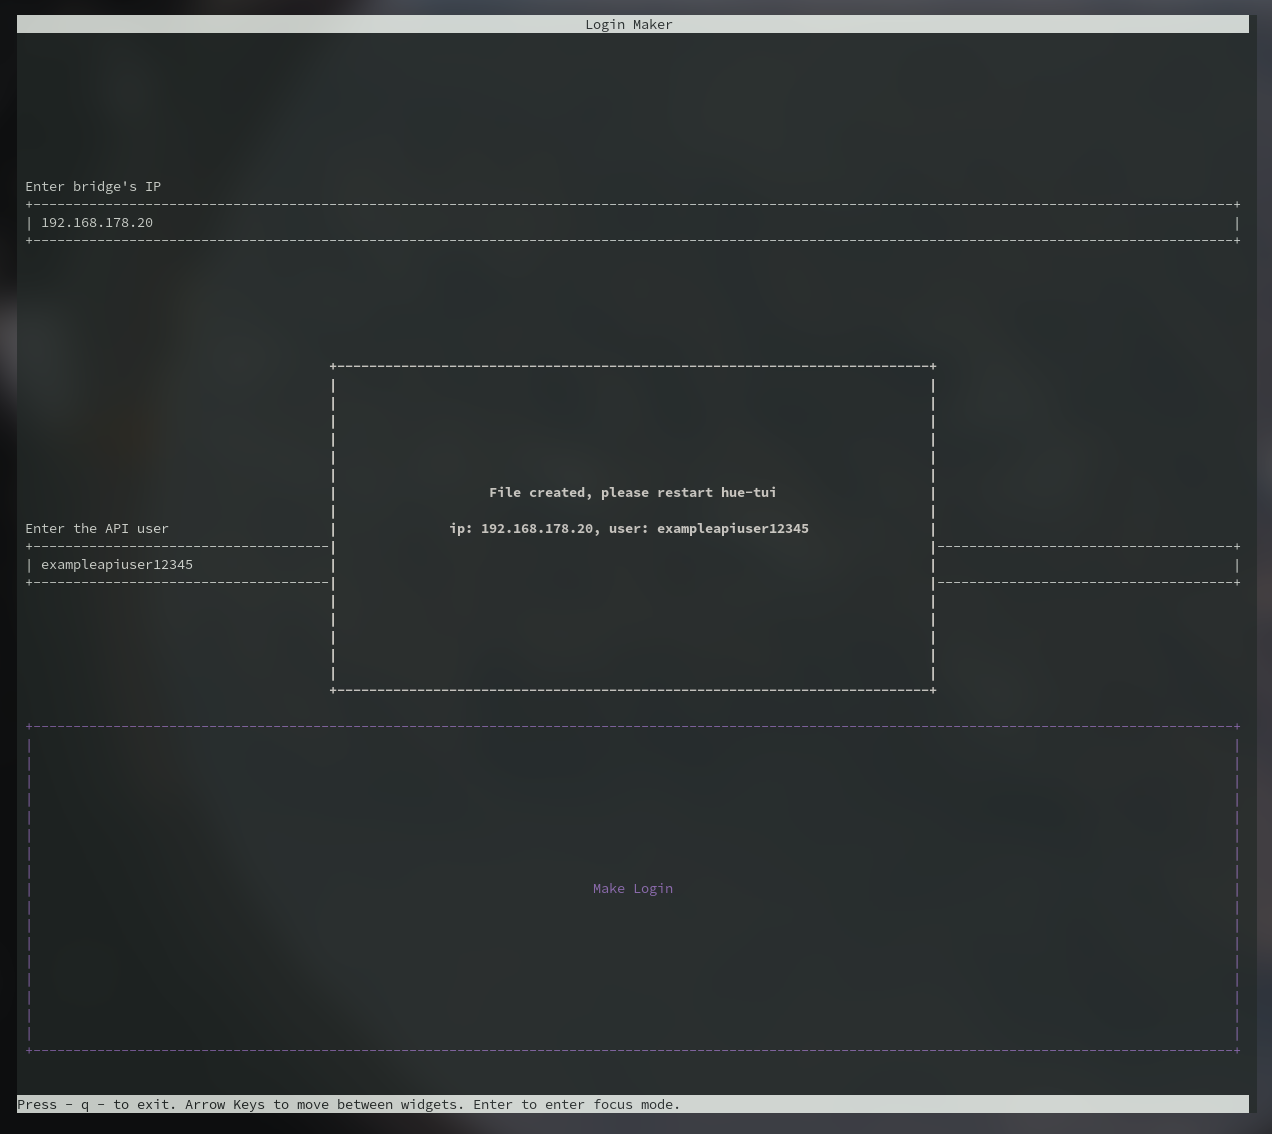 Login Maker
Enter bridge's IP
192.168.178.20
File created, please restart hue-tui
ip: 192.168.178.20, user: exampleapiuser12345
Enter the API user
exampleapiuser12345
Make Login
Press - q - to exit. Arrow Keys to move between widgets. Enter to enter focus mode.